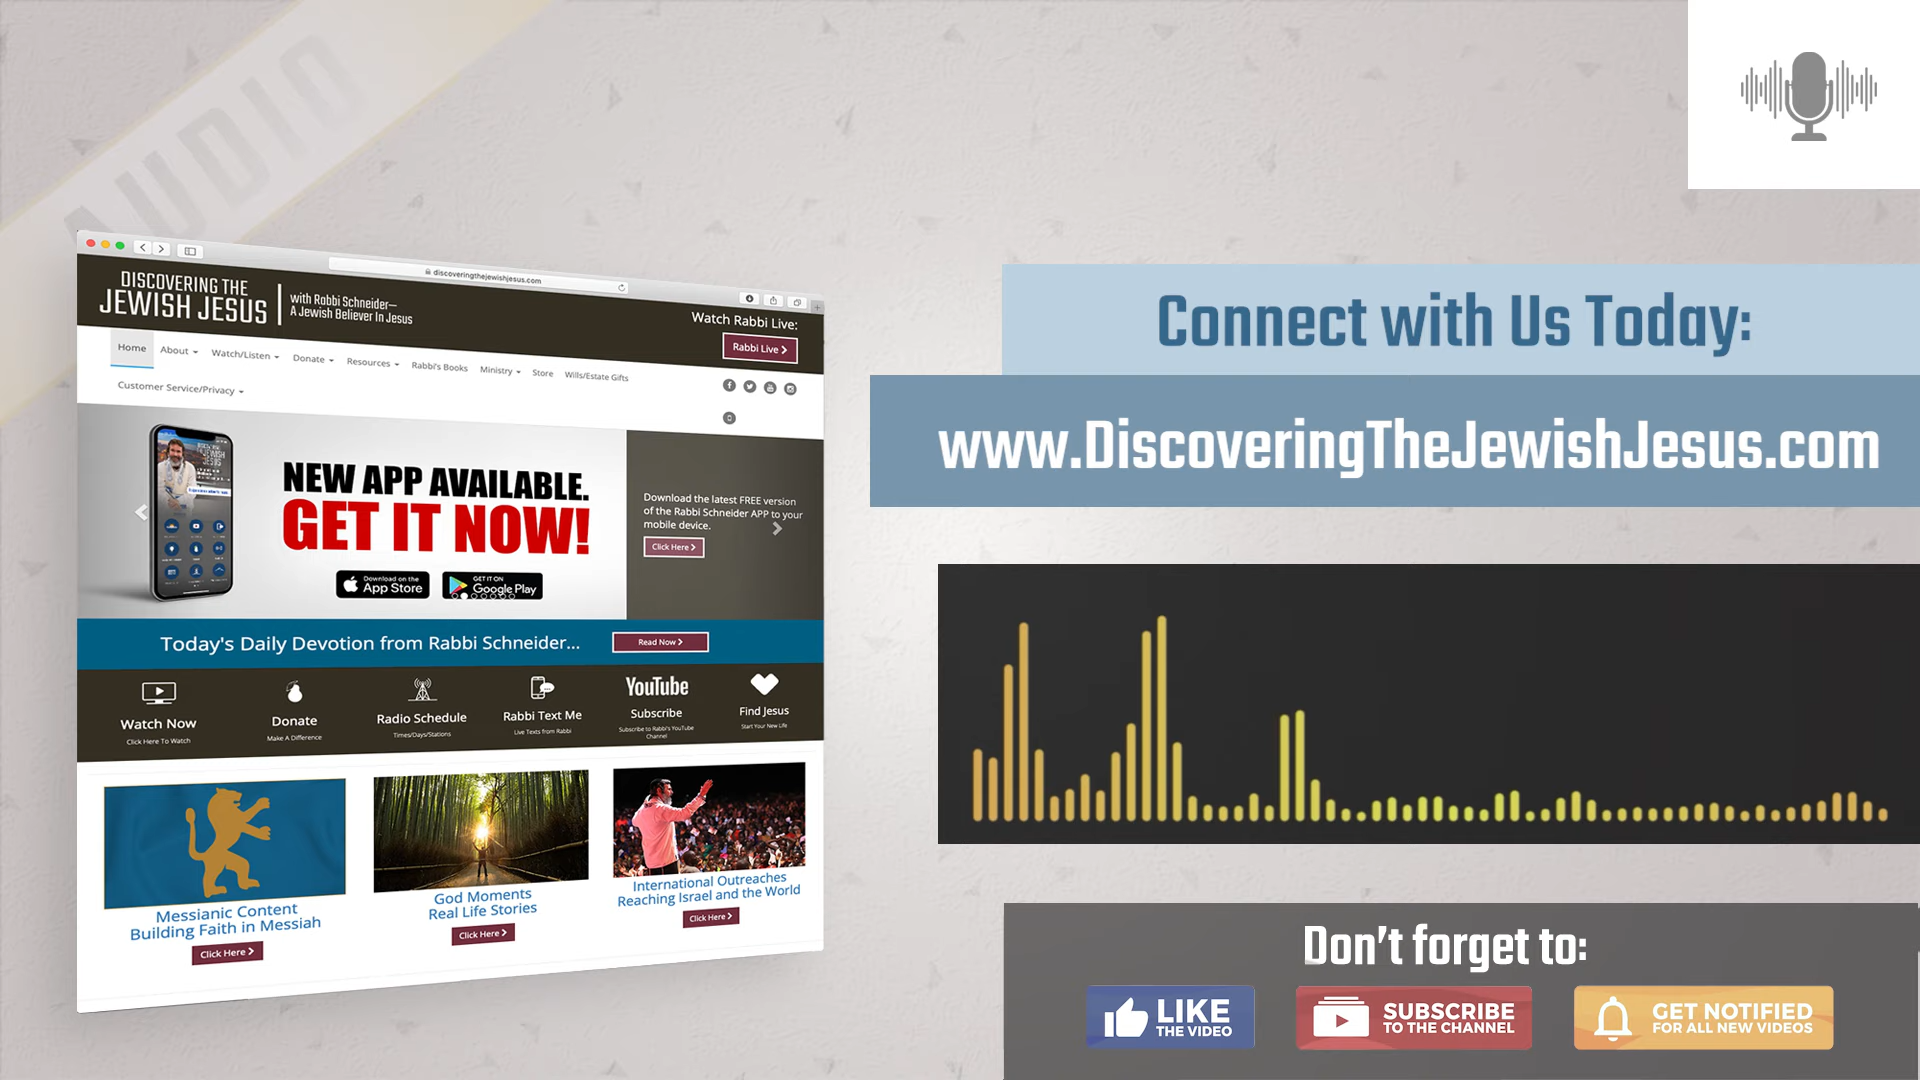 AUDIO
discoveringthejewishjesus.com
DISCOVERING THE
JEWISH JESUS
with Rabbi Schneider—
A Jewish Believer In Jesus
Watch Rabbi Live:
Rabbi Live
Home
About
Watch/Listen
Donate
Resources
Rabbi's Books
Ministry
Store
Wills/Estate Gifts
Customer Service/Privacy
NEW APP AVAILABLE.
GET IT NOW!
Download on the
App Store
GET IT ON
Google Play
Download the latest FREE version
of the Rabbi Schneider APP to your
mobile device.
Click Here
Today's Daily Devotion from Rabbi Schneider...
Read Now
Watch Now
Click Here To Watch
Donate
Make A Difference
Radio Schedule
Times/Days/Stations
Rabbi Text Me
Live Texts from Rabbi
YouTube
Subscribe
Subscribe to Rabbi's YouTube
Channel
Find Jesus
Start Your New Life
Messianic Content
Building Faith in Messiah
Click Here
God Moments
Real Life Stories
Click Here
International Outreaches
Reaching Israel and the World
Click Here
Connect with Us Today:
www.DiscoveringTheJewishJesus.com
Don't forget to:
LIKE
THE VIDEO
SUBSCRIBE
TO THE CHANNEL
GET NOTIFIED
FOR ALL NEW VIDEOS